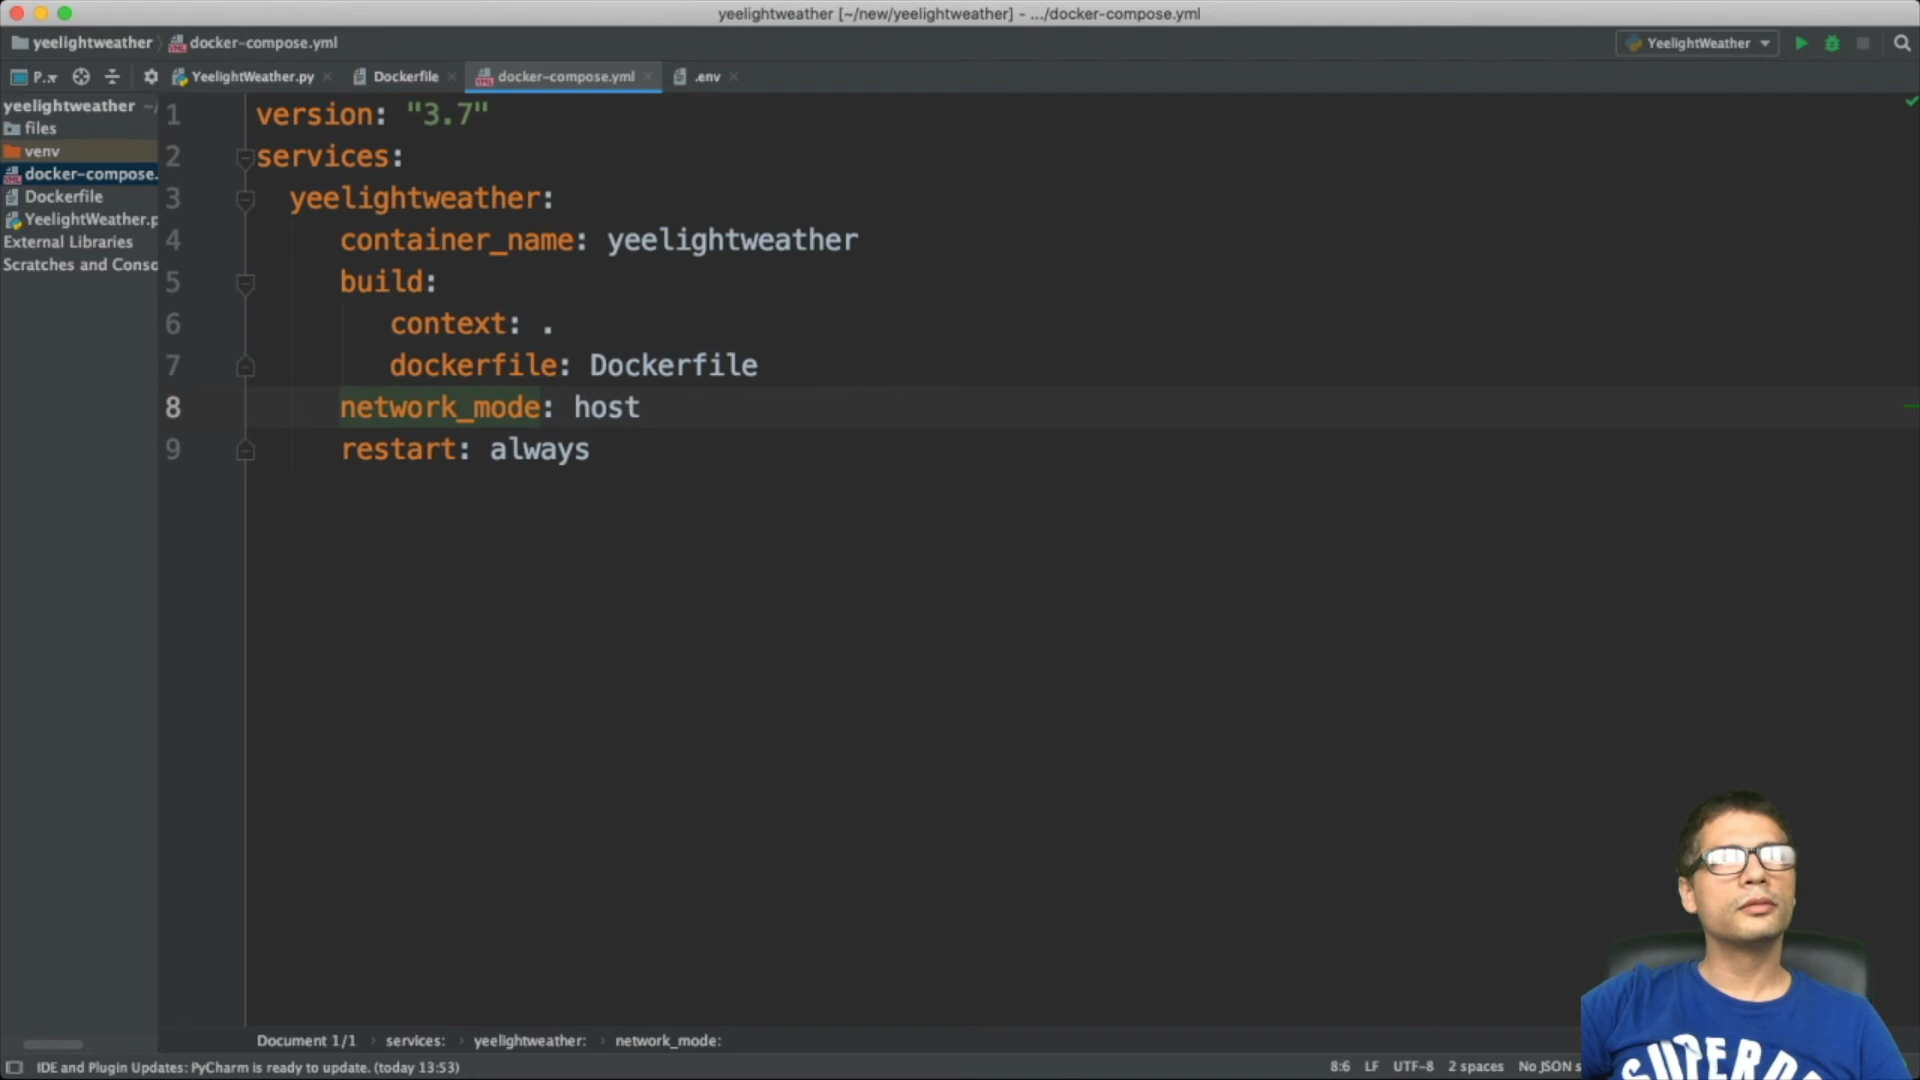 yeelightweather [~/new/yeelightweather] - .../docker-compose.yml
yeelightweather docker-compose.yml
YeelightWeather
P..
YeelightWeather.py
Dockerfile
docker-compose.yml
.env
yeelightweather ~/
files
venv
docker-compose.
Dockerfile
YeelightWeather.p
External Libraries
Scratches and Consc
1 version: "3.7"
2 services:
3 yeelightweather:
4 container_name: yeelightweather
5 build:
6 context: .
7 dockerfile: Dockerfile
8 network_mode: host
9 restart: always
Document 1/1 services: yeelightweather: network_mode:
IDE and Plugin Updates: PyCharm is ready to update. (today 13:53)
8:6 LF UTF-8 2 spaces No JSON s